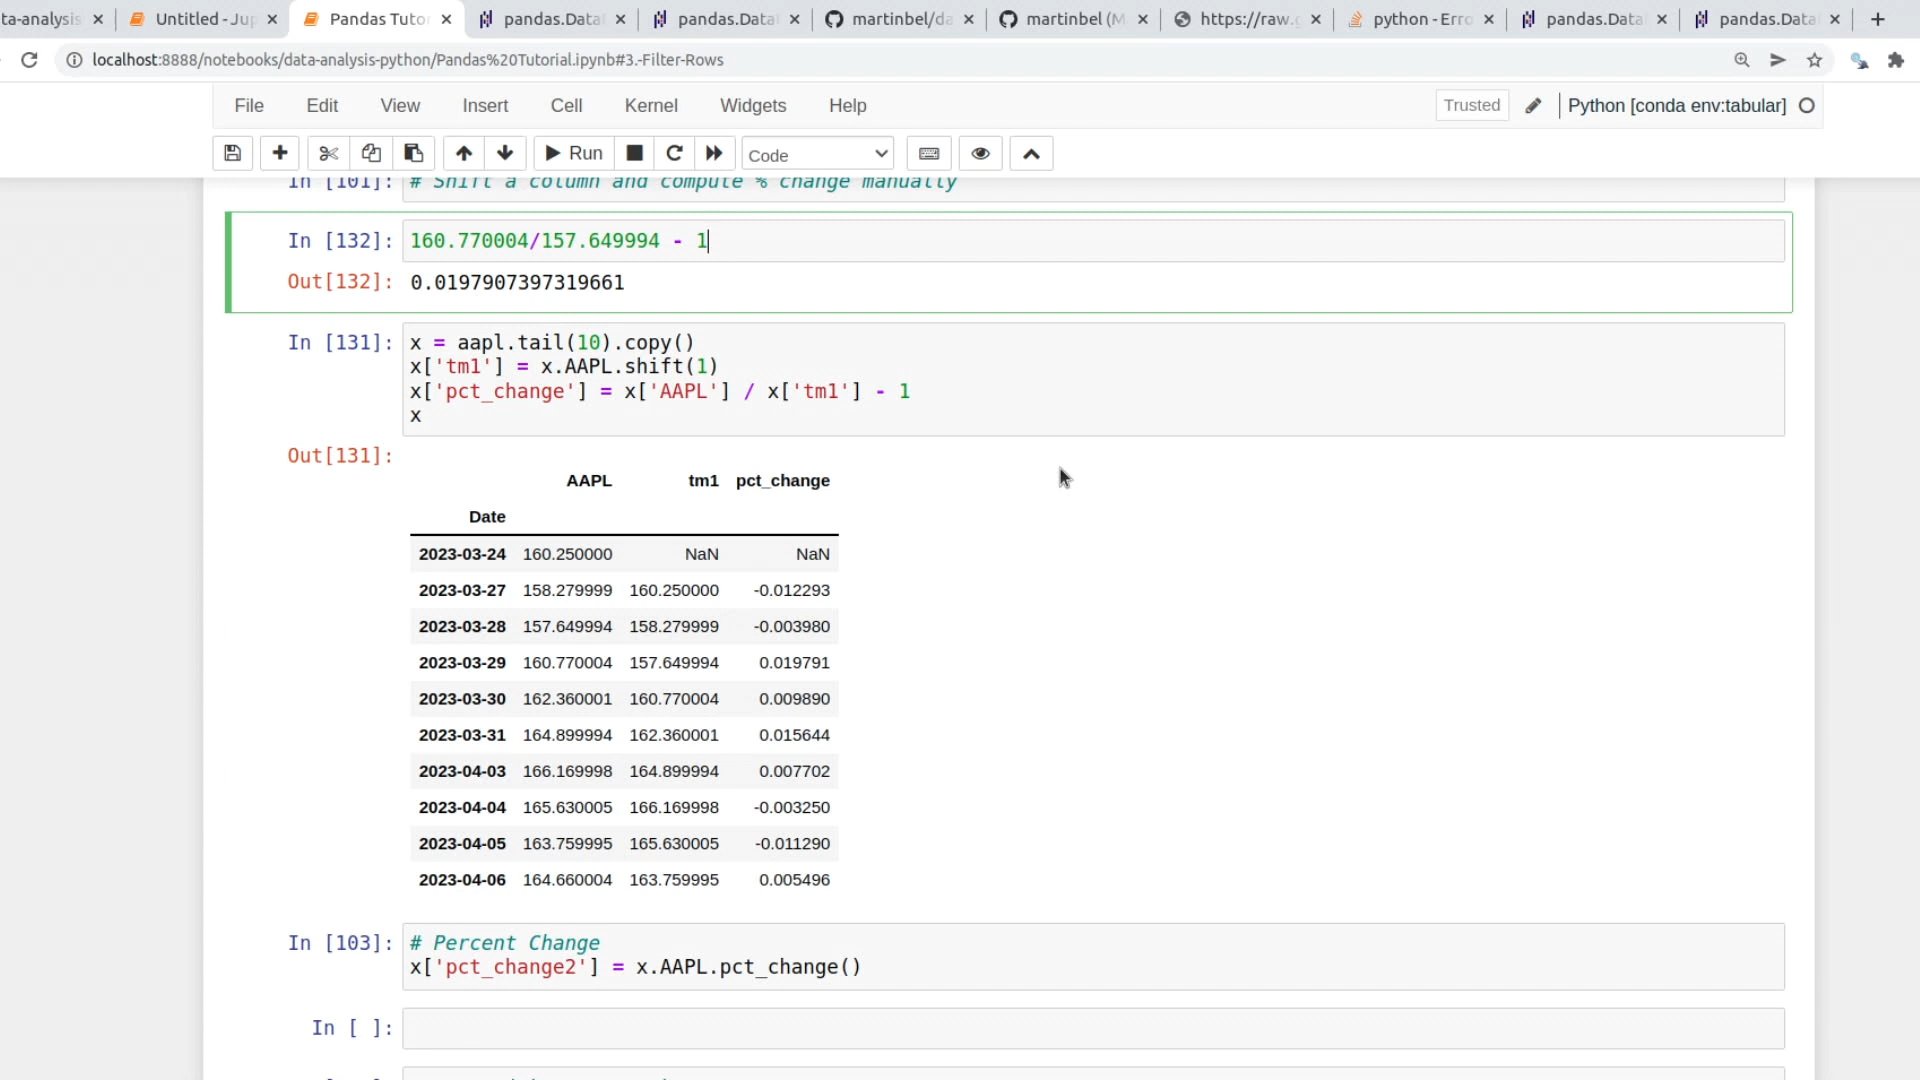 ta-analysis
Untitled - Jup
Pandas Tuto
pandas.Data
pandas.Data
martinbel/da
martinbel (M
https://raw.g
python - Erro
pandas.Data
pandas.Data
localhost:8888/notebooks/data-analysis-python/Pandas%20Tutorial.ipynb#3.-Filter-Rows
File Edit View Insert Cell Kernel Widgets Help
Trusted
Python [conda env:tabular]
Run
Code
In [101]: # Shift a column and compute % change manually
In [132]: 160.770004/157.649994 - 1
Out[132]: 0.0197907397319661
In [131]: x = aapl.tail(10).copy()
x['tm1'] = x.AAPL.shift(1)
x['pct_change'] = x['AAPL'] / x['tm1'] - 1
x
Out[131]:
AAPL tm1 pct_change
Date
2023-03-24 160.250000 NaN NaN
2023-03-27 158.279999 160.250000 -0.012293
2023-03-28 157.649994 158.279999 -0.003980
2023-03-29 160.770004 157.649994 0.019791
2023-03-30 162.360001 160.770004 0.009890
2023-03-31 164.899994 162.360001 0.015644
2023-04-03 166.169998 164.899994 0.007702
2023-04-04 165.630005 166.169998 -0.003250
2023-04-05 163.759995 165.630005 -0.011290
2023-04-06 164.660004 163.759995 0.005496
In [103]: # Percent Change
x['pct_change2'] = x.AAPL.pct_change()
In [ ]: